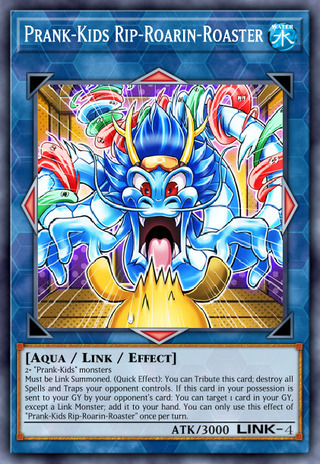 Prank-Kids Rip-Roarin-Roaster
WATER
水
[Aqua / Link / Effect]
2+ "Prank-Kids" monsters
Must be Link Summoned. (Quick Effect): You can Tribute this card; destroy all
Spells and Traps your opponent controls. If this card in your possession is
sent to your GY by your opponent's card: You can target 1 card in your GY,
except a Link Monster; add it to your hand. You can only use this effect of
"Prank-Kids Rip-Roarin-Roaster" once per turn.
ATK/3000 LINK-4